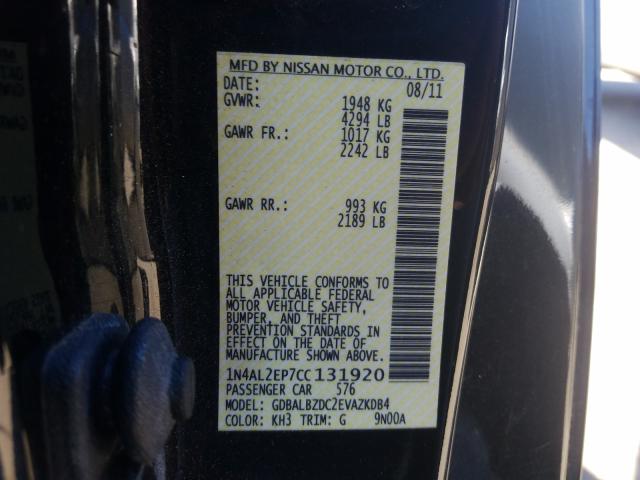 MFD BY NISSAN MOTOR CO., LTD.
DATE: 08/11
GVWR: 1948 KG
4294 LB
GAWR FR.: 1017 KG
2242 LB
GAWR RR.: 993 KG
2189 LB
THIS VEHICLE CONFORMS TO
ALL APPLICABLE FEDERAL
MOTOR VEHICLE SAFETY,
BUMPER, AND THEFT
PREVENTION STANDARDS IN
EFFECT ON THE DATE OF
MANUFACTURE SHOWN ABOVE.
1N4AL2EP7CC131920
PASSENGER CAR 576
MODEL: GDBALBZDC2EVAZKDB4
COLOR: KH3 TRIM: G 9N00A